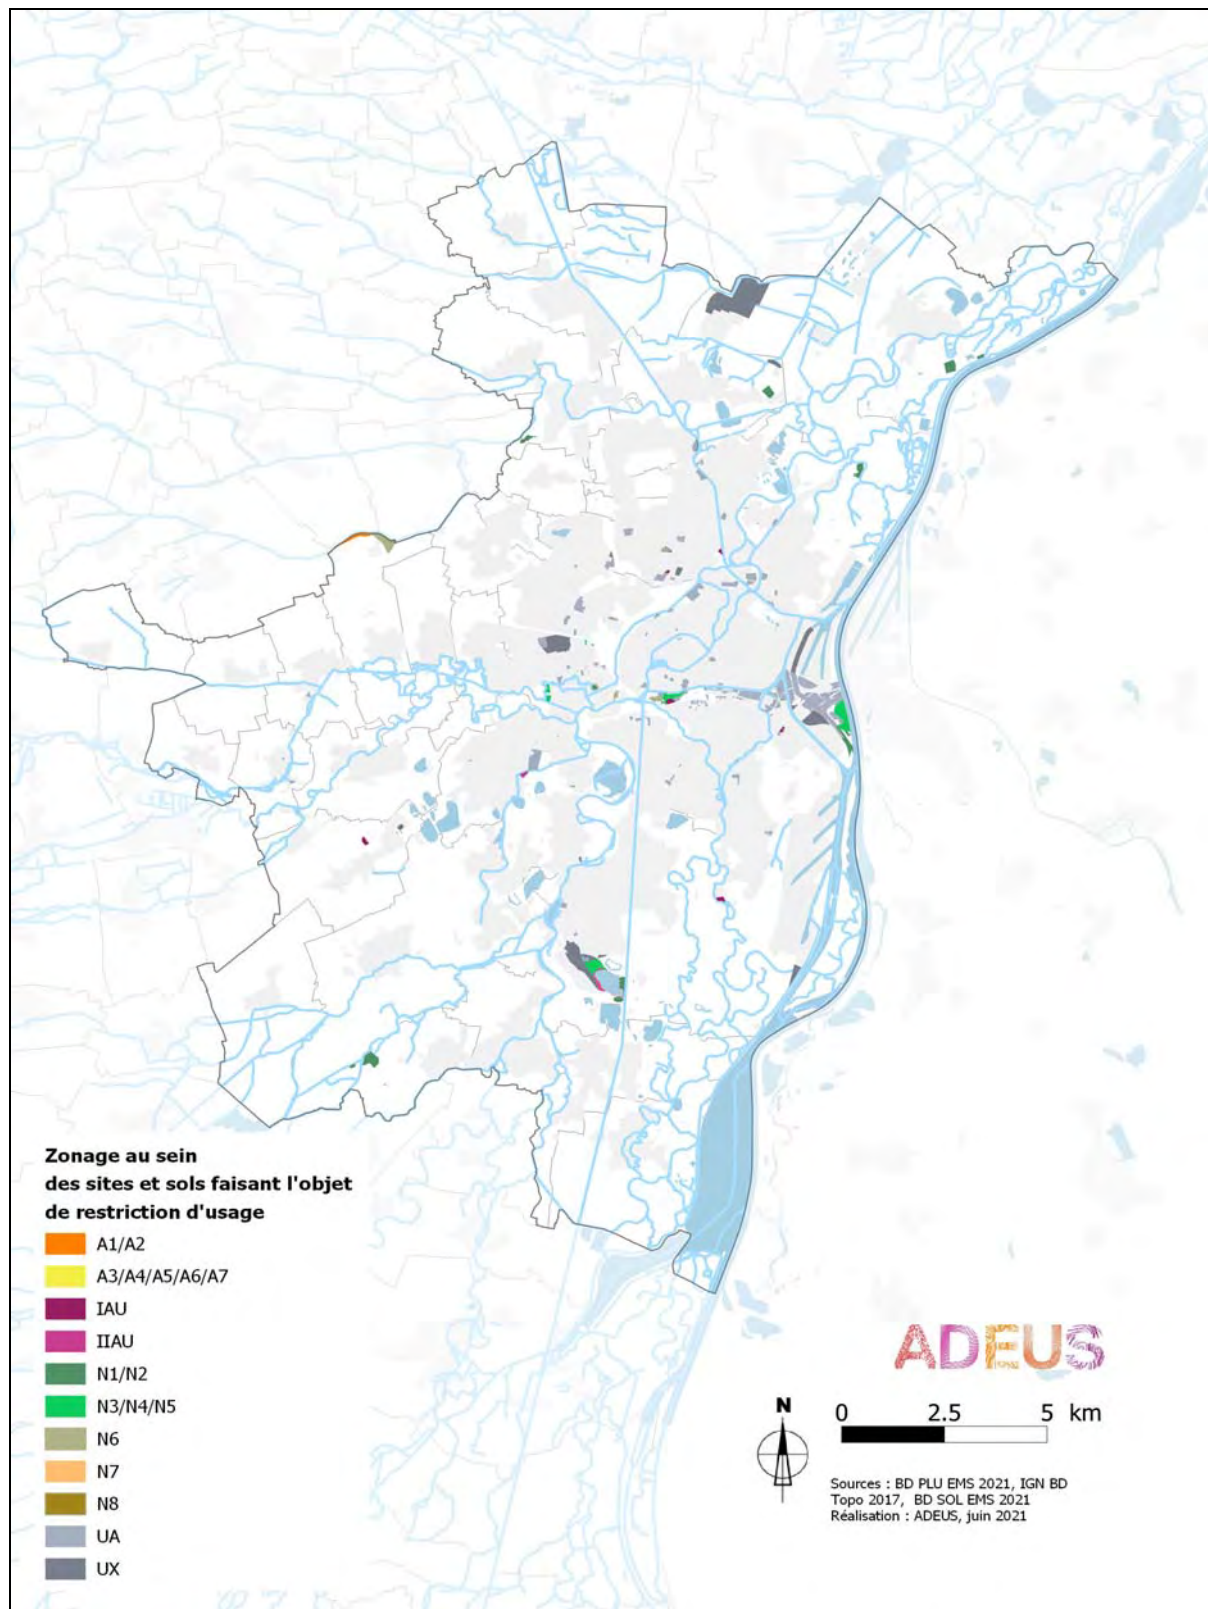 Zonage au sein
des sites et sols faisant l'objet
de restriction d'usage
A1/A2
A3/A4/A5/A6/A7
IAU
IIAU
N1/N2
N3/N4/N5
N6
N7
N8
UA
UX
ADEUS
N
0 2.5 5 km
Sources : BD PLU EMS 2021, IGN BD
Topo 2017, BD SOL EMS 2021
Réalisation : ADEUS, juin 2021